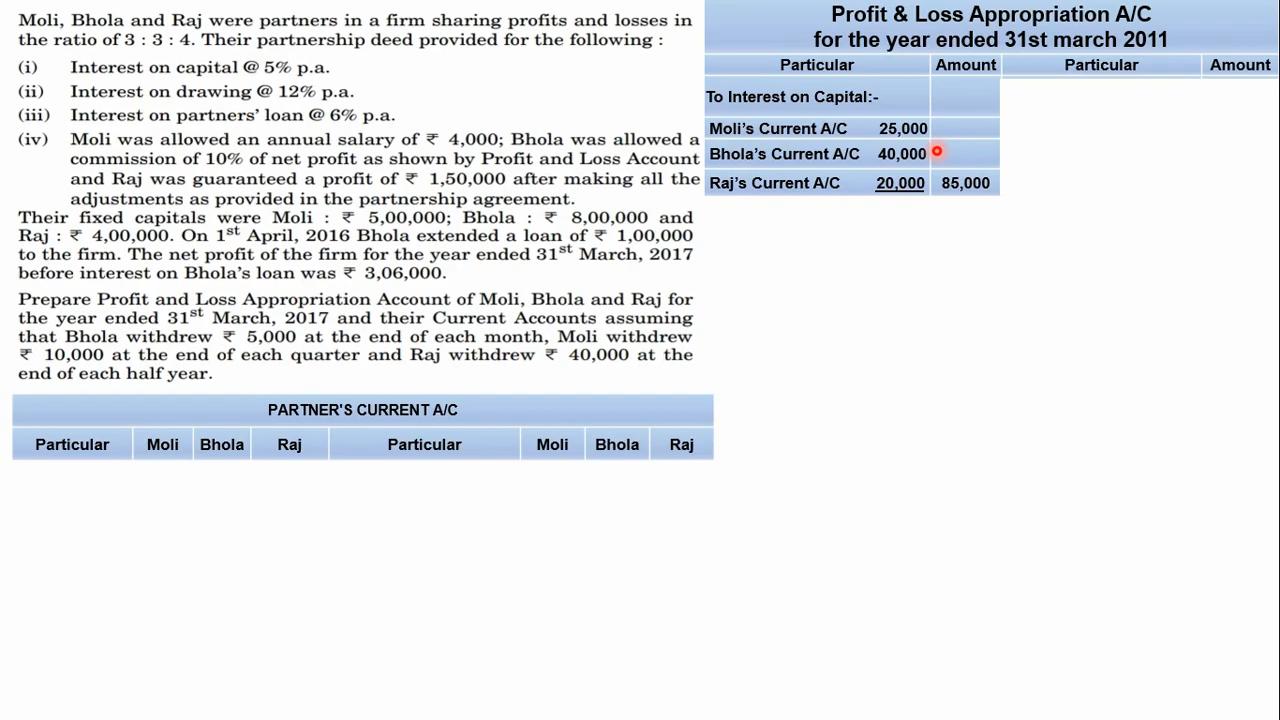 Moli, Bhola and Raj were partners in a firm sharing profits and losses in
the ratio of 3 : 3 : 4. Their partnership deed provided for the following :
(i) Interest on capital @ 5% p.a.
(ii) Interest on drawing @ 12% p.a.
(iii) Interest on partners' loan @ 6% p.a.
(iv) Moli was allowed an annual salary of ₹ 4,000; Bhola was allowed a
commission of 10% of net profit as shown by Profit and Loss Account
and Raj was guaranteed a profit of ₹ 1,50,000 after making all the
adjustments as provided in the partnership agreement.
Their fixed capitals were Moli : ₹ 5,00,000; Bhola : ₹ 8,00,000 and
Raj : ₹ 4,00,000. On 1st April, 2016 Bhola extended a loan of ₹ 1,00,000
to the firm. The net profit of the firm for the year ended 31st March, 2017
before interest on Bhola's loan was ₹ 3,06,000.
Prepare Profit and Loss Appropriation Account of Moli, Bhola and Raj for
the year ended 31st March, 2017 and their Current Accounts assuming
that Bhola withdrew ₹ 5,000 at the end of each month, Moli withdrew
₹ 10,000 at the end of each quarter and Raj withdrew ₹ 40,000 at the
end of each half year.
Profit & Loss Appropriation A/C
for the year ended 31st march 2011
Particular Amount Particular Amount
To Interest on Capital:-
Moli's Current A/C 25,000
Bhola's Current A/C 40,000
Raj's Current A/C 20,000 85,000
PARTNER'S CURRENT A/C
Particular Moli Bhola Raj Particular Moli Bhola Raj